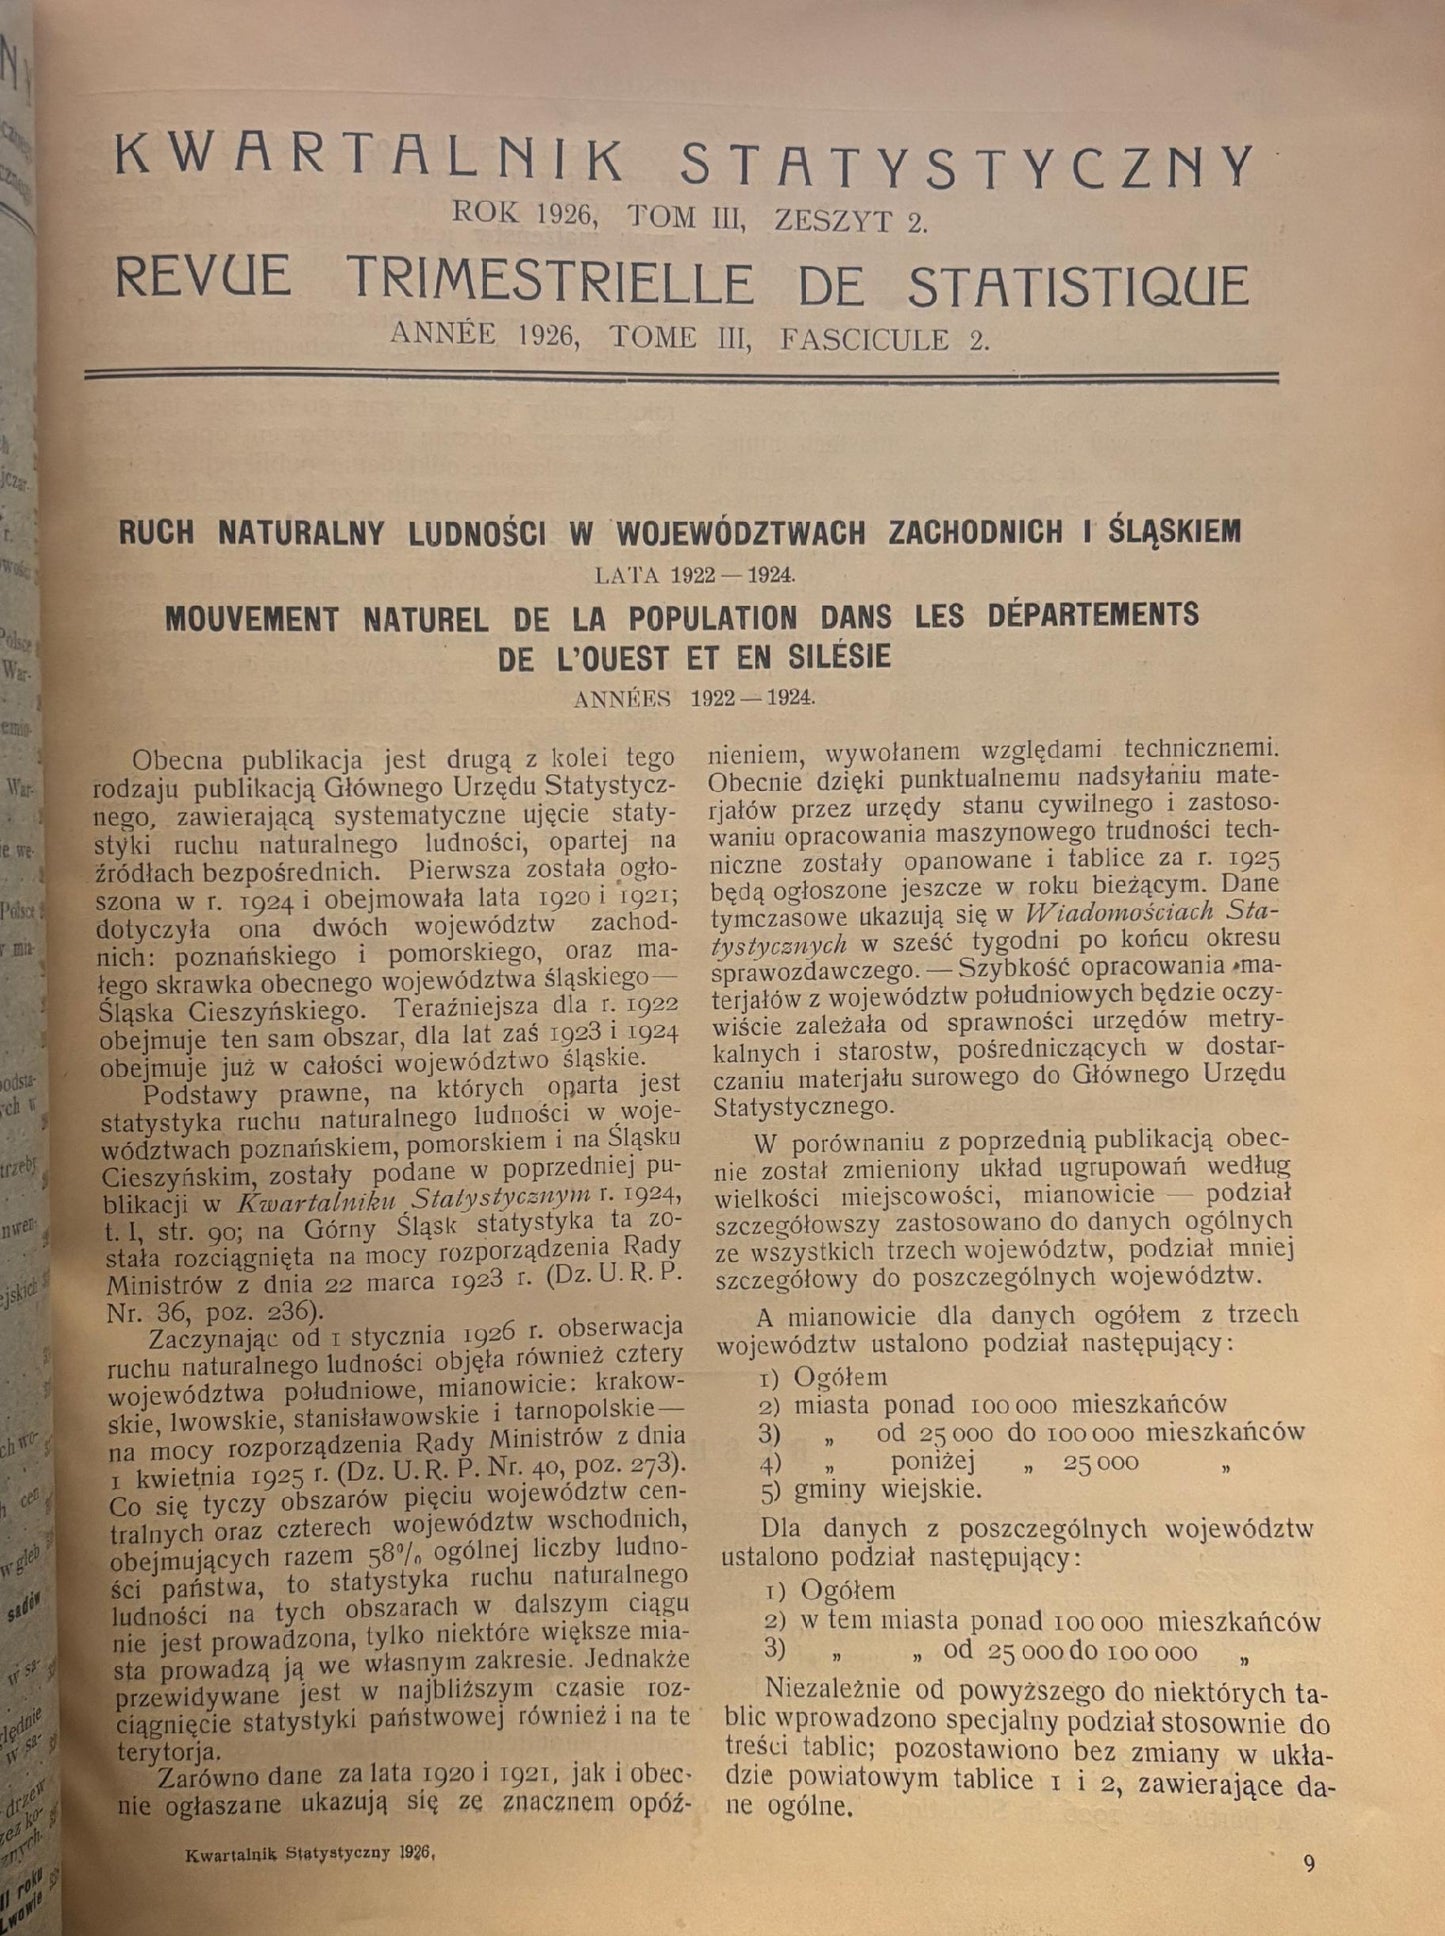 KWARTALNIK STATYSTYCZNY
ROK 1926, TOM III, ZESZYT 2.
REVUE TRIMESTRIELLE DE STATISTIQUE
ANNÉE 1926, TOME III, FASCICULE 2.
RUCH NATURALNY LUDNOŚCI W WOJEWÓDZTWACH ZACHODNICH I ŚLĄSKIEM
LATA 1922 — 1924.
MOUVEMENT NATUREL DE LA POPULATION DANS LES DÉPARTEMENTS
DE L'OUEST ET EN SILÉSIE
ANNÉES 1922 — 1924.
Obecna publikacja jest drugą z kolei tego
rodzaju publikacją Głównego Urzędu Statystycz-
nego, zawierającą systematyczne ujęcie staty-
styki ruchu naturalnego ludności, opartej na
źródłach bezpośrednich. Pierwsza została ogło-
szona w r. 1924 i obejmowała lata 1920 i 1921;
dotyczyła ona dwóch województw zachod-
nich: poznańskiego i pomorskiego, oraz ma-
łego skrawka obecnego województwa śląskiego —
Śląska Cieszyńskiego. Teraźniejsza dla r. 1922
obejmuje ten sam obszar, dla lat zaś 1923 i 1924
obejmuje już w całości województwo śląskie.
Podstawy prawne, na których oparta jest
statystyka ruchu naturalnego ludności w woje-
wództwach poznańskiem, pomorskiem i na Śląsku
Cieszyńskim, zostały podane w poprzedniej pu-
blikacji w Kwartalniku Statystycznym r. 1924,
t. I, str. 90; na Górny Śląsk statystyka ta zo-
stała rozciągnięta na mocy rozporządzenia Rady
Ministrów z dnia 22 marca 1923 r. (Dz. U. R. P.
Nr. 36, poz. 236).
Zaczynając od 1 stycznia 1926 r. obserwacja
ruchu naturalnego ludności objęła również cztery
województwa południowe, mianowicie: krakow-
skie, lwowskie, stanisławowskie i tarnopolskie —
na mocy rozporządzenia Rady Ministrów z dnia
1 kwietnia 1925 r. (Dz. U. R. P. Nr. 40, poz. 273).
Co się tyczy obszarów pięciu województw cen-
tralnych oraz czterech województw wschodnich,
obejmujących razem 58% ogólnej liczby ludno-
ści państwa, to statystyka ruchu naturalnego
ludności na tych obszarach w dalszym ciągu
nie jest prowadzona, tylko niektóre większe mia-
sta prowadzą ją we własnym zakresie. Jednakże
przewidywane jest w najbliższym czasie roz-
ciągnięcie statystyki państwowej również i na te
terytorja.
Zarówno dane za lata 1920 i 1921, jak i obec-
nie ogłaszane ukazują się ze znacznem opóź-
nieniem, wywołanem względami technicznemi.
Obecnie dzięki punktualnemu nadsyłaniu mate-
rjałów przez urzędy stanu cywilnego i zastoso-
waniu opracowania maszynowego trudności tech-
niczne zostały opanowane i tablice za r. 1925
będą ogłoszone jeszcze w roku bieżącym. Dane
tymczasowe ukazują się w Wiadomościach Sta-
tystycznych w sześć tygodni po końcu okresu
sprawozdawczego. — Szybkość opracowania ma-
terjałów z województw południowych będzie oczy-
wiście zależała od sprawności urzędów metry-
kalnych i starostw, pośredniczących w dostar-
czaniu materjału surowego do Głównego Urzędu
Statystycznego.
W porównaniu z poprzednią publikacją obec-
nie został zmieniony układ ugrupowań według
wielkości miejscowości, mianowicie — podział
szczegółowszy zastosowano do danych ogólnych
ze wszystkich trzech województw, podział mniej
szczegółowy do poszczególnych województw.
A mianowicie dla danych ogółem z trzech
województw ustalono podział następujący:
1) Ogółem
2) miasta ponad 100 000 mieszkańców
3) „ od 25 000 do 100 000 mieszkańców
4) „ poniżej „ 25 000 „
5) gminy wiejskie.
Dla danych z poszczególnych województw
ustalono podział następujący:
1) Ogółem
2) w tem miasta ponad 100 000 mieszkańców
3) „ „ od 25 000 do 100 000 „
Niezależnie od powyższego do niektórych ta-
blic wprowadzono specjalny podział stosownie do
treści tablic; pozostawiono bez zmiany w ukła-
dzie powiatowym tablice 1 i 2, zawierające da-
ne ogólne.
Kwartalnik Statystyczny 1926,
9